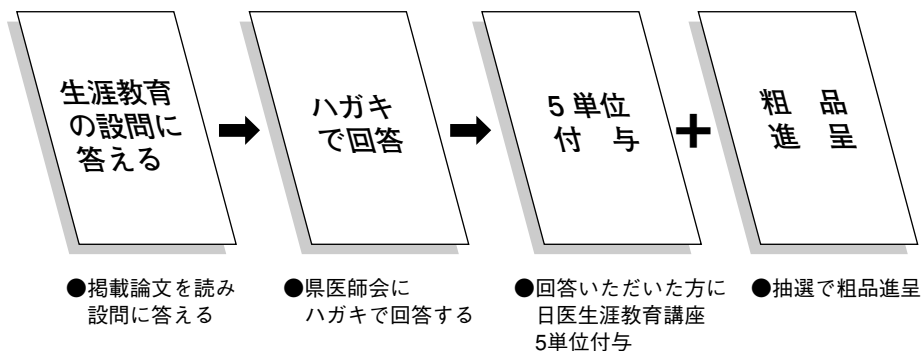 生涯教育
の設問に
答える
ハガキ
で回答
5 単位
付　与
粗　品
進　呈
●掲載論文を読み
設問に答える
●県医師会に
ハガキで回答する
●回答いただいた方に
日医生涯教育講座
5単位付与
●抽選で粗品進呈